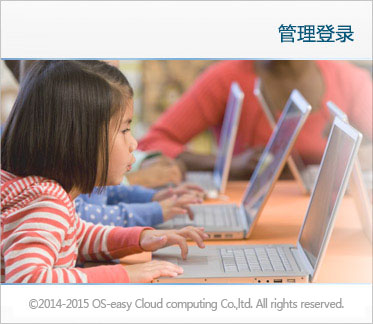 管理登录
©2014-2015 OS-easy Cloud computing Co.,ltd. All rights reserved.